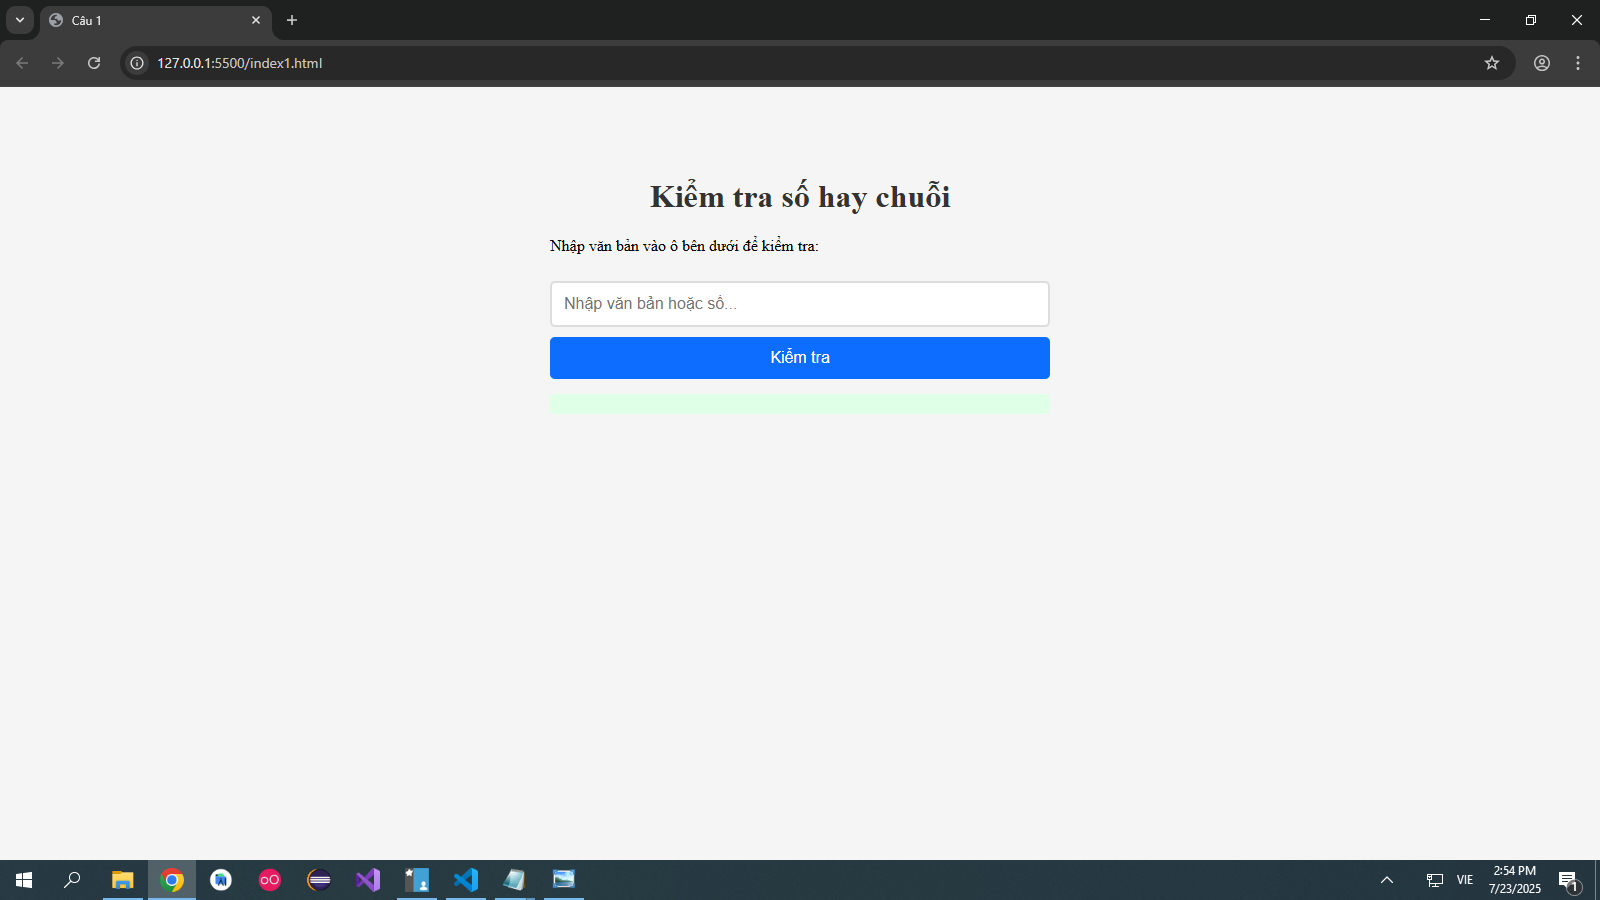 Câu 1
127.0.0.1:5500/index1.html
Kiểm tra số hay chuỗi
Nhập văn bản vào ô bên dưới để kiểm tra:
Nhập văn bản hoặc số...
Kiểm tra
VIE
2:54 PM
7/23/2025
1